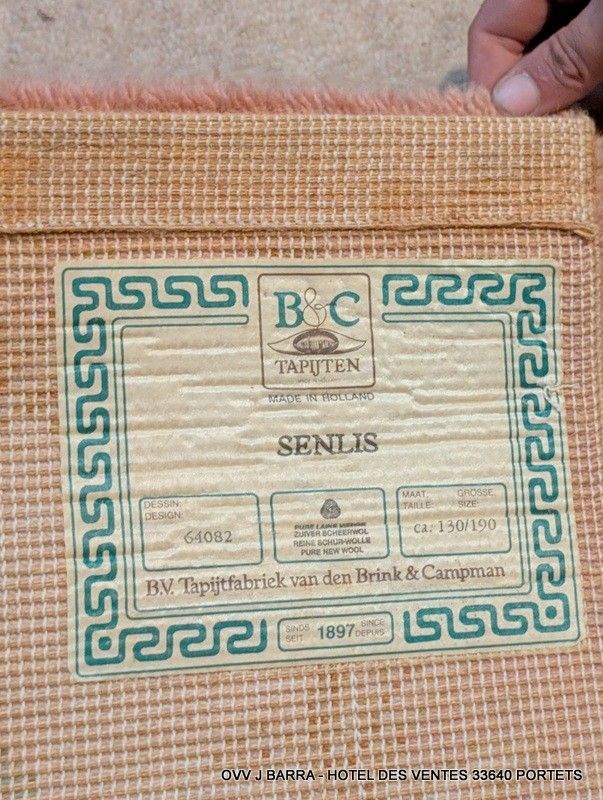 B&C
TAPIJTEN
MADE IN HOLLAND
SENLIS
DESSIN:
DESIGN:
64082
PURE LAINE VIERGE
ZUIVER SCHEERWOL
REINE SCHUR-WOLLE
PURE NEW WOOL
MAAT: GRÖSSE:
TAILLE: SIZE:
ca. 130/190
B.V. Tapijtfabriek van den Brink & Campman
SINDS SINCE
SEIT 1897 DEPUIS
OVV J BARRA - HOTEL DES VENTES 33640 PORTETS